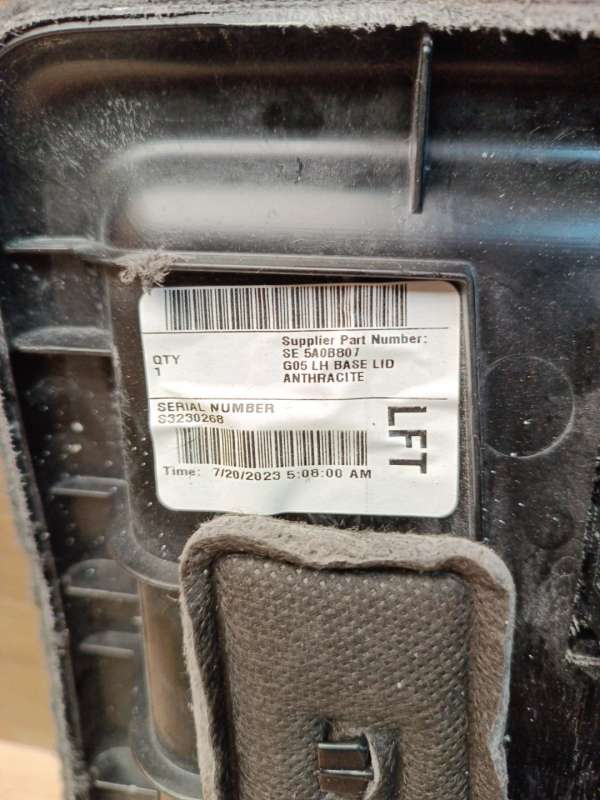 Supplier Part Number:
QTY
SE 5A0B807
1
G05 LH BASE LID
ANTHRACITE
SERIAL NUMBER
S3230268
LFT
Time: 7/20/2023 5:08:00 AM